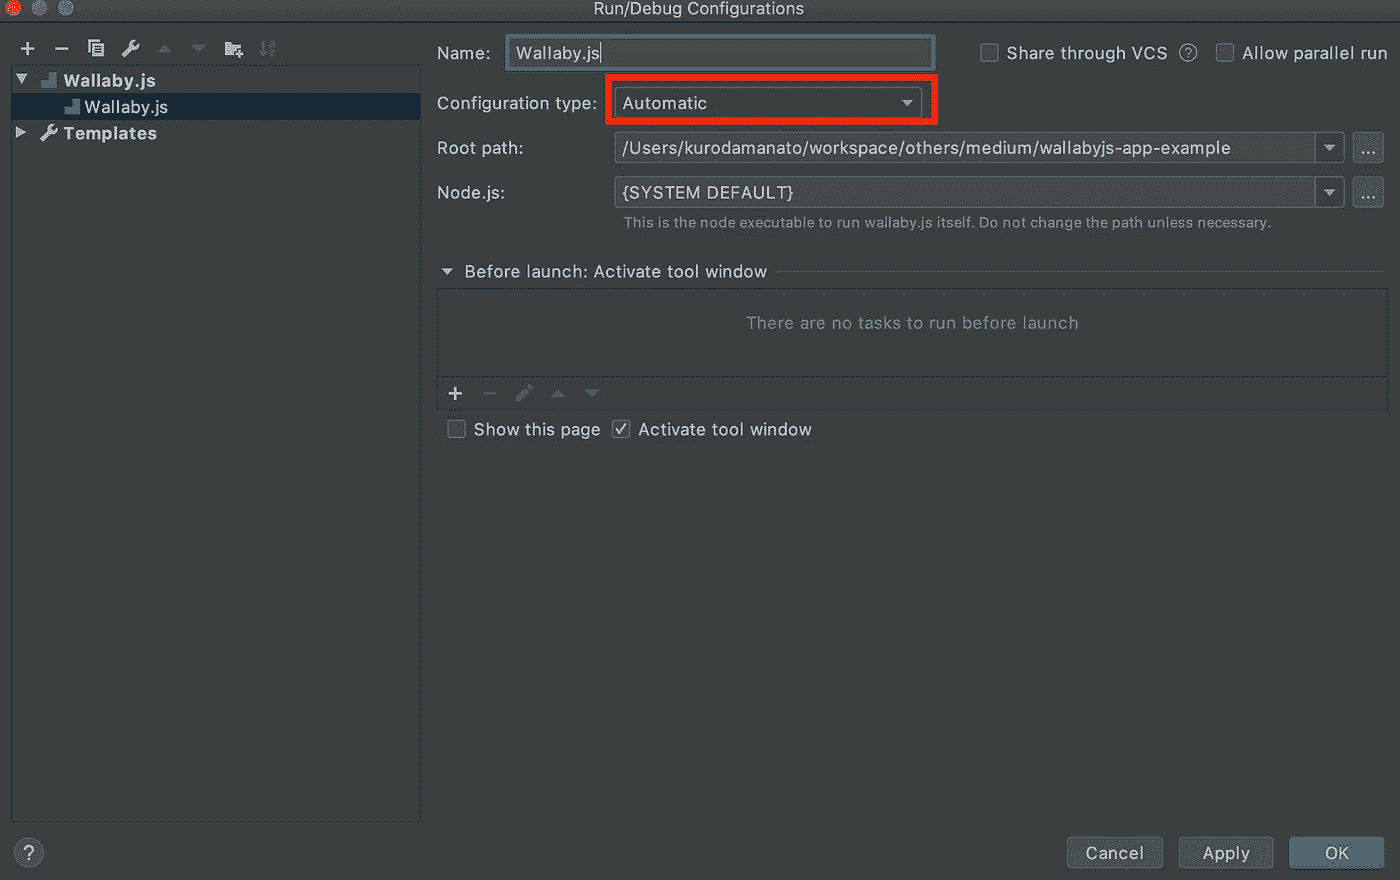 Run/Debug Configurations
Wallaby.js
Wallaby.js
Templates
Name: Wallaby.js
Share through VCS ?
Allow parallel run
Configuration type: Automatic
Root path: /Users/kurodamanato/workspace/others/medium/wallabyjs-app-example ...
Node.js: {SYSTEM DEFAULT} ...
This is the node executable to run wallaby.js itself. Do not change the path unless necessary.
Before launch: Activate tool window
There are no tasks to run before launch
Show this page Activate tool window
? Cancel Apply OK